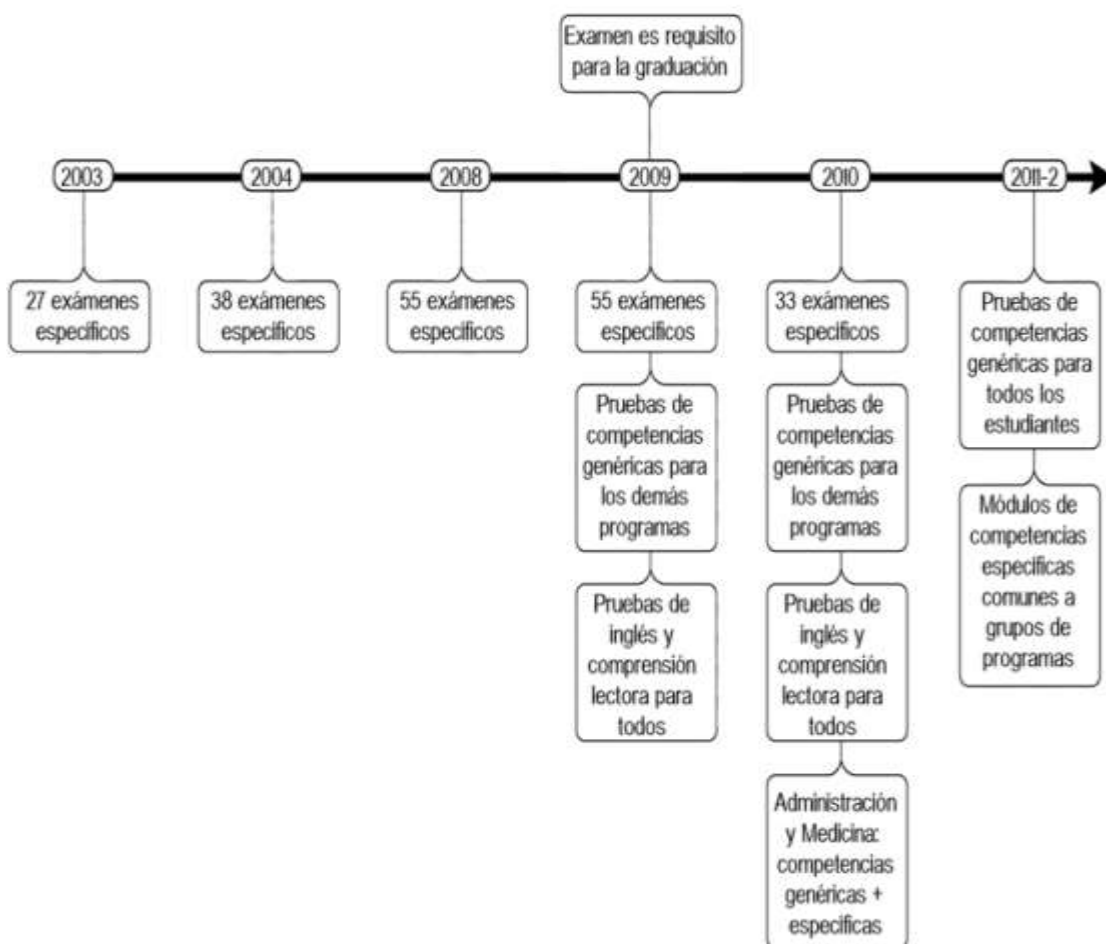 Examen es requisito
para la graduación
2003
2004
2008
2009
2010
2011-2
27 exámenes
específicos
38 exámenes
específicos
55 exámenes
específicos
55 exámenes
específicos
Pruebas de
competencias
genéricas para
los demás
programas
Pruebas de
inglés y
comprensión
lectora para
todos
33 exámenes
específicos
Pruebas de
competencias
genéricas para
los demás
programas
Pruebas de
inglés y
comprensión
lectora para
todos
Administración
y Medicina:
competencias
genéricas +
específicas
Pruebas de
competencias
genéricas para
todos los
estudiantes
Módulos de
competencias
específicas
comunes a
grupos de
programas